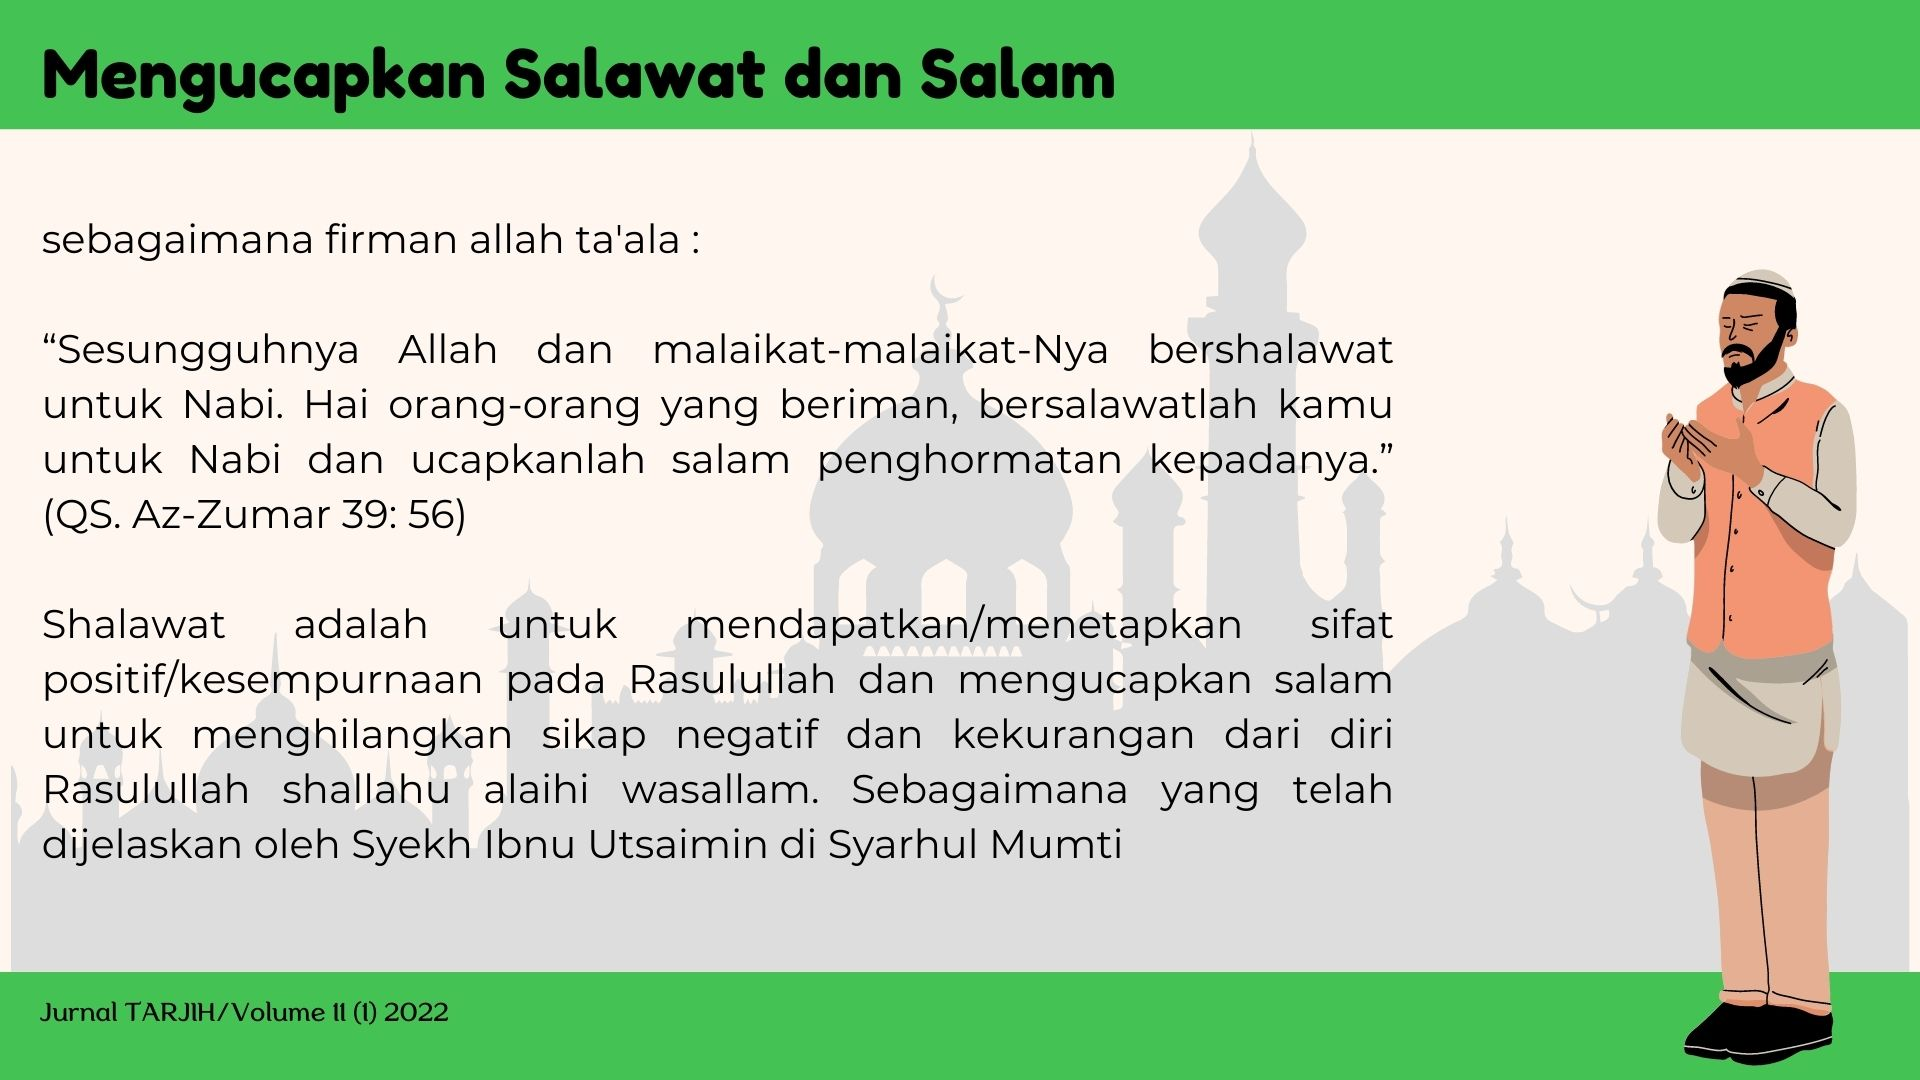 Mengucapkan Salawat dan Salam
sebagaimana firman allah ta'ala :
“Sesungguhnya Allah dan malaikat-malaikat-Nya bershalawat
untuk Nabi. Hai orang-orang yang beriman, bersalawatlah kamu
untuk Nabi dan ucapkanlah salam penghormatan kepadanya.”
(QS. Az-Zumar 39: 56)
Shalawat adalah untuk mendapatkan/menetapkan sifat
positif/kesempurnaan pada Rasulullah dan mengucapkan salam
untuk menghilangkan sikap negatif dan kekurangan dari diri
Rasulullah shallahu alaihi wasallam. Sebagaimana yang telah
dijelaskan oleh Syekh Ibnu Utsaimin di Syarhul Mumti
Jurnal TARJIH/Volume 11 (1) 2022